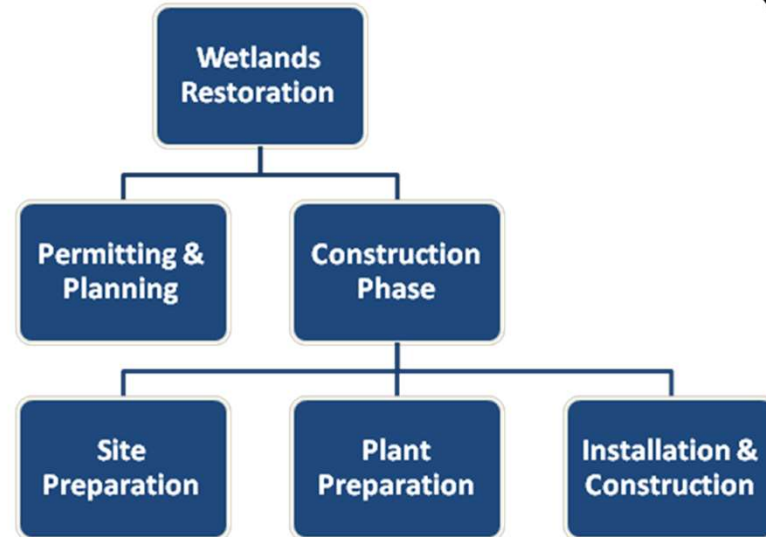 Wetlands
Restoration
Permitting &
Planning
Construction
Phase
Site
Preparation
Plant
Preparation
Installation &
Construction